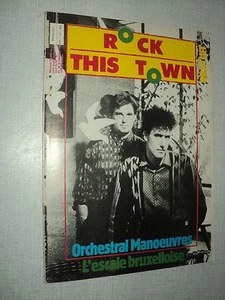 ROCK
THIS TOWN
Orchestral Manoeuvres
L'escale bruxelloise